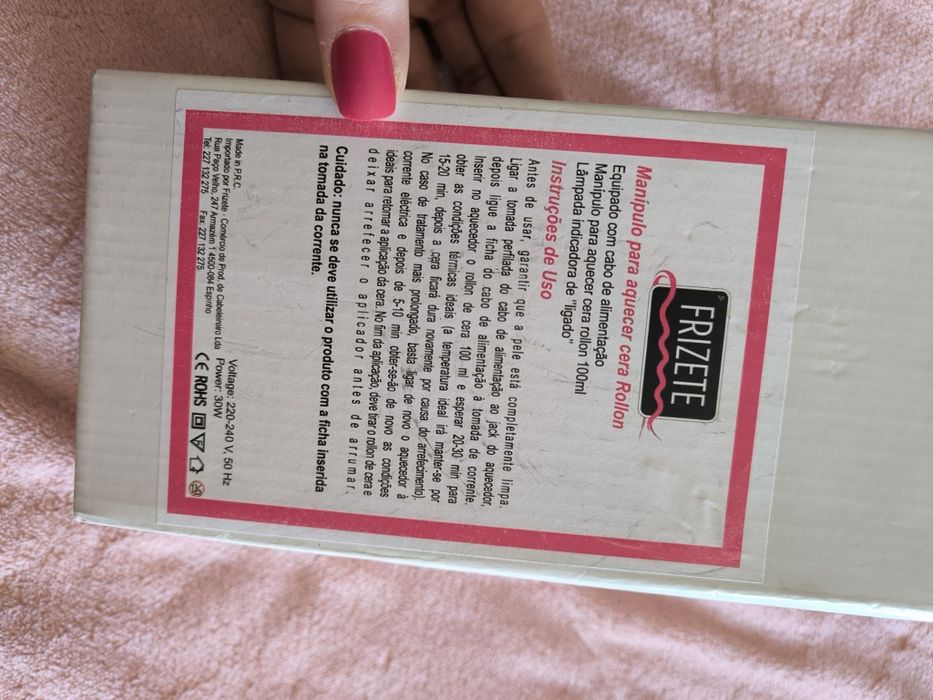 FRIZETE
Manípulo para aquecer cera Rollon
Equipado com cabo de alimentação
Manípulo para aquecer cera rollon 100ml
Lâmpada indicadora de "ligado"
Instruções de Uso
Antes de usar, garantir que a pele está completamente limpa.
Ligar a tomada perfilada do cabo de alimentação ao jack do aquecedor,
depois ligue a ficha do cabo de alimentação à tomada de corrente.
Inserir no aquecedor o rollon de cera 100 ml e esperar 20-30 min para
obter as condições térmicas ideais (a temperatura ideal irá manter-se por
15-20 min, depois a cera ficará dura novamente por causa do arrefecimento)
No caso de tratamento mais prolongado, basta ligar de novo o aquecedor à
corrente eléctrica e depois de 5-10 min obter-se-ão de novo as condições
ideais para retomar a aplicação da cera. No fim da aplicação, deve tirar o rollon de cera e
deixar arrefecer o aplicador antes de arrumar.
Cuidado: nunca se deve utilizar o produto com a ficha inserida
na tomada da corrente.
Voltage: 220-240 V, 50 Hz
Power: 30W
CE ROHS
Made in P.R.C.
Importado por Frizete - Comércio de Prod. de Cabeleireiro Lda
Rua Paço Velho, 247 Armazém 1 4500-084 Espinho
Tel: 227 132 275 Fax: 227 132 276